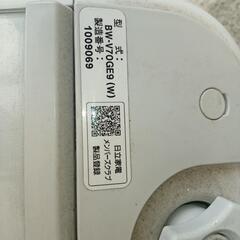 型　式：
BW-V70GE9 (W)
製造番号：
1009069
日立家電
メンバーズクラブ
製品登録